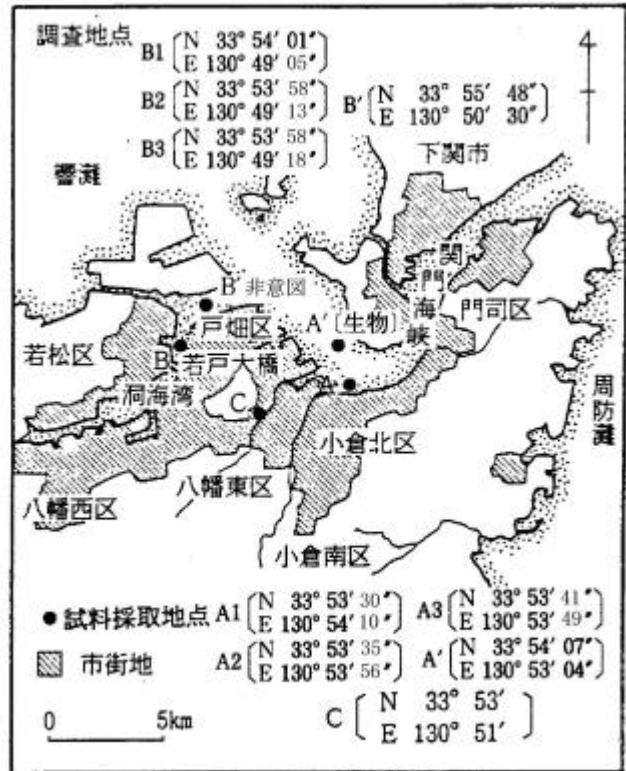 調査地点
B1 N 33° 54′ 01″
E 130° 49′ 05″
B2 N 33° 53′ 58″
E 130° 49′ 13″
B3 N 33° 53′ 58″
E 130° 49′ 18″
B′ N 33° 55′ 48″
E 130° 50′ 30″
4
下関市
響灘
関門海峡
B′ 非意図
戸畑区
A′〔生物〕
門司区
若松区
B
若戸大橋
A
洞海湾
C
周防灘
小倉北区
八幡東区
八幡西区
小倉南区
●試料採取地点
A1 N 33° 53′ 30″
E 130° 54′ 10″
A3 N 33° 53′ 41″
E 130° 53′ 49″
市街地
A2 N 33° 53′ 35″
E 130° 53′ 56″
A′ N 33° 54′ 07″
E 130° 53′ 04″
0 5km
C N 33° 53′
E 130° 51′